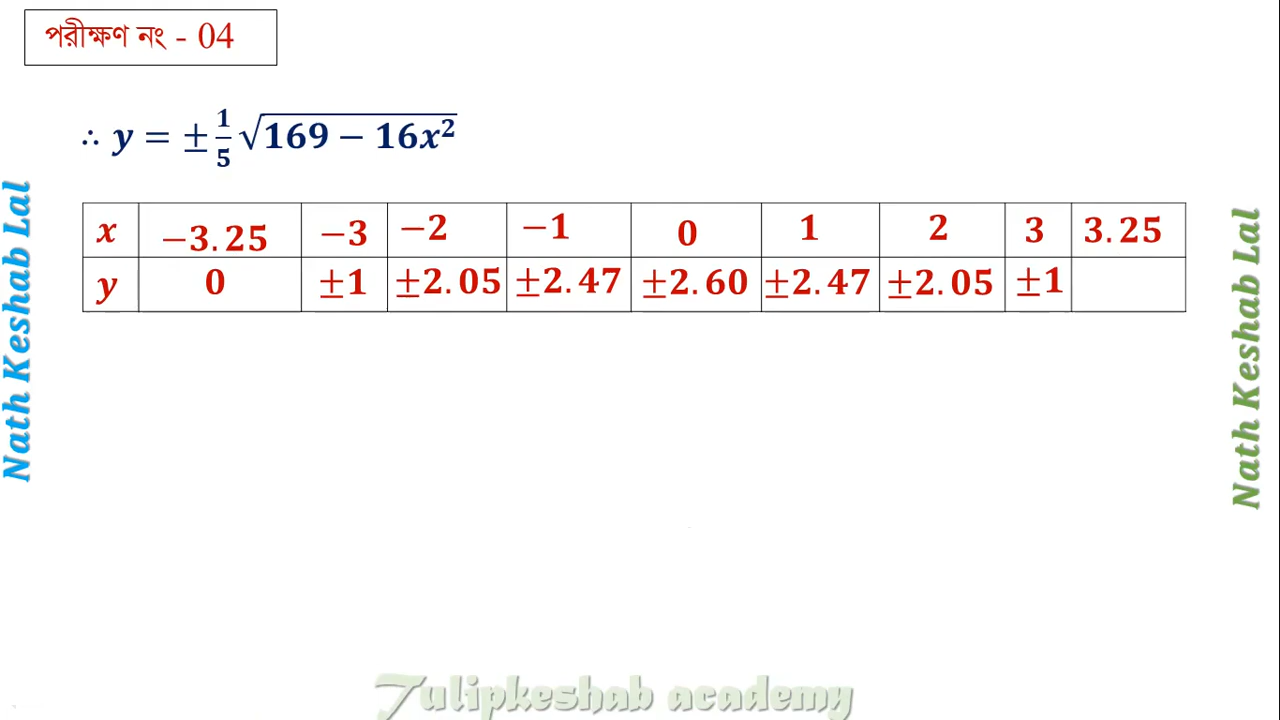 পরীক্ষণ নং - 04
∴ y = ± 1/5 √(169 − 16x²)
x −3.25 −3 −2 −1 0 1 2 3 3.25
y 0 ±1 ±2.05 ±2.47 ±2.60 ±2.47 ±2.05 ±1
Nath Keshab Lal
Nath Keshab Lal
Tulipkeshab academy